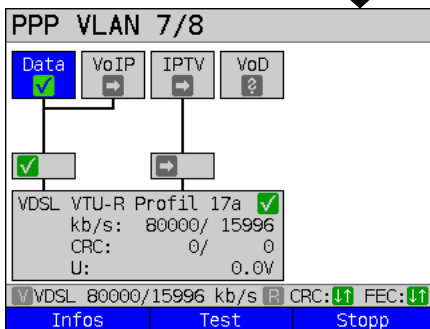 PPP VLAN 7/8
Data VoIP IPTV VoD
?
VDSL VTU-R Profil 17a
kb/s: 80000/ 15996
CRC: 0/ 0
U: 0.0V
V VDSL 80000/15996 kb/s R CRC: FEC:
Infos Test Stopp